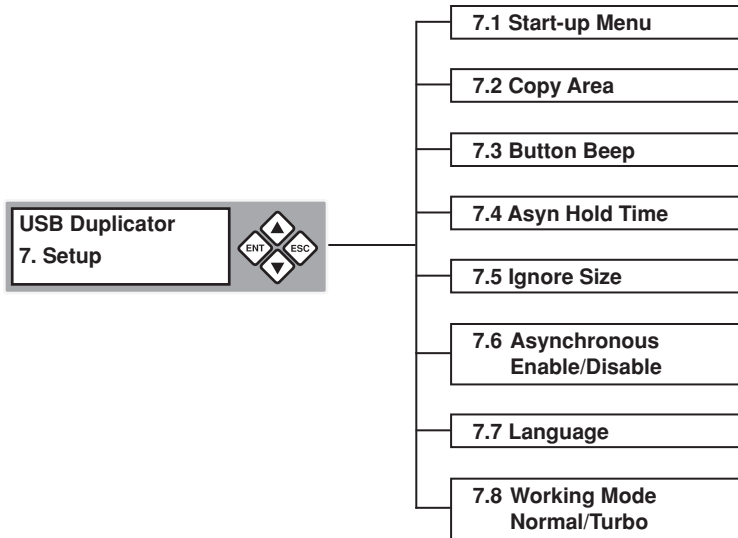 USB Duplicator
7. Setup
ENT
ESC
7.1 Start-up Menu
7.2 Copy Area
7.3 Button Beep
7.4 Asyn Hold Time
7.5 Ignore Size
7.6 Asynchronous
Enable/Disable
7.7 Language
7.8 Working Mode
Normal/Turbo